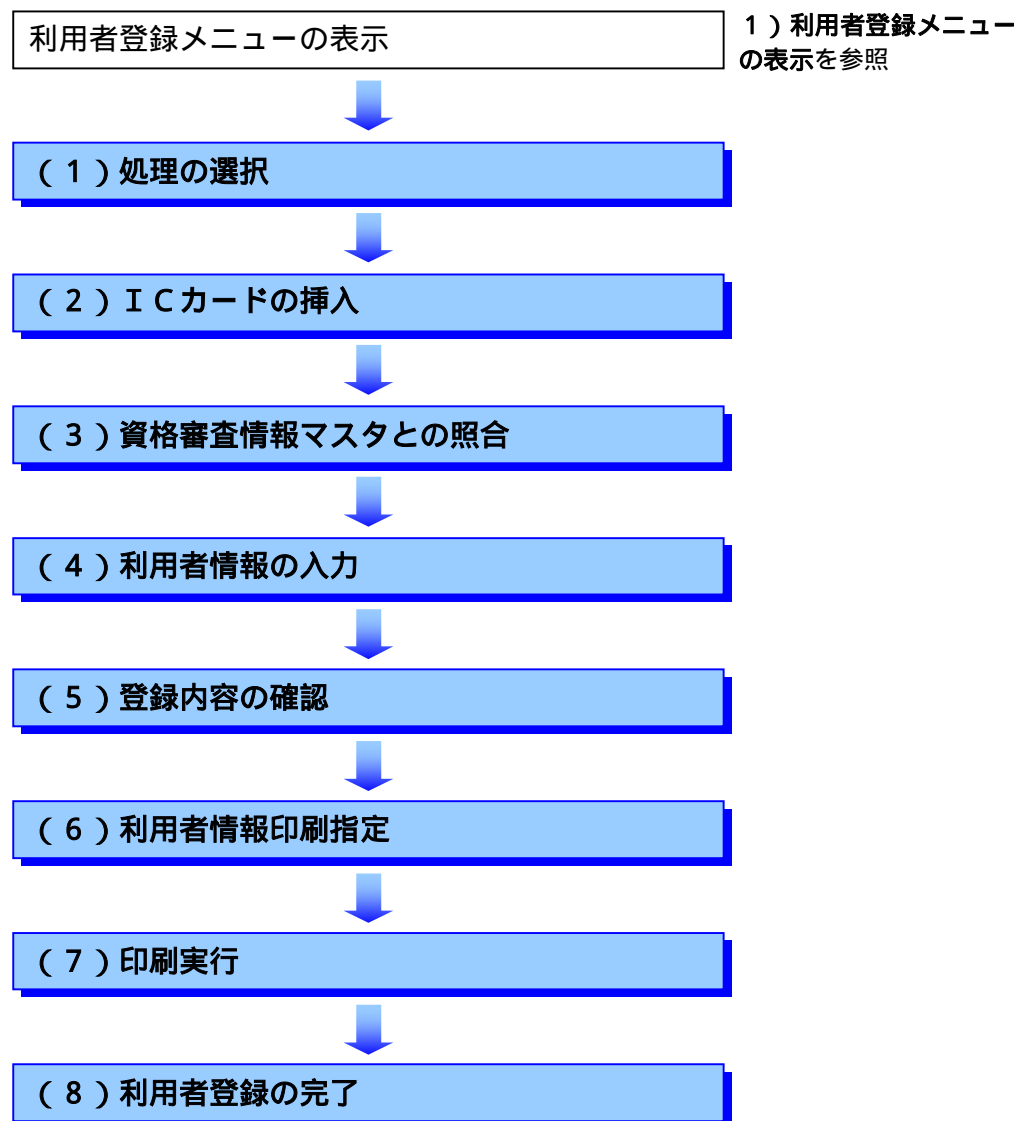 利用者登録メニューの表示
１）利用者登録メニュー
の表示を参照
（１）処理の選択
（２）ＩＣカードの挿入
（３）資格審査情報マスタとの照合
（４）利用者情報の入力
（５）登録内容の確認
（６）利用者情報印刷指定
（７）印刷実行
（８）利用者登録の完了